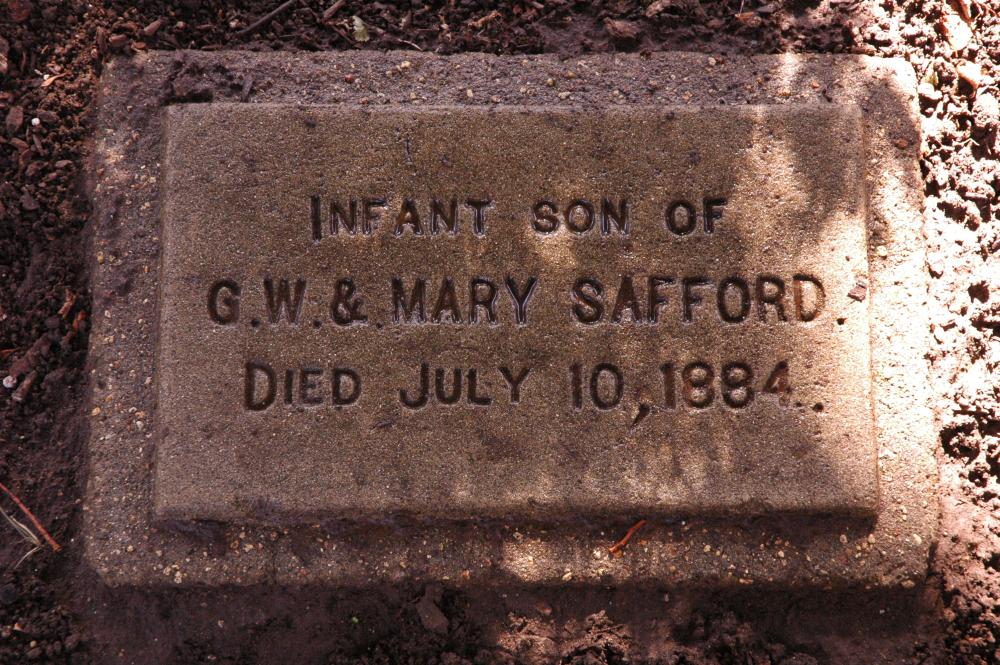 INFANT SON OF
G.W. & MARY SAFFORD.
DIED JULY 10, 1884.